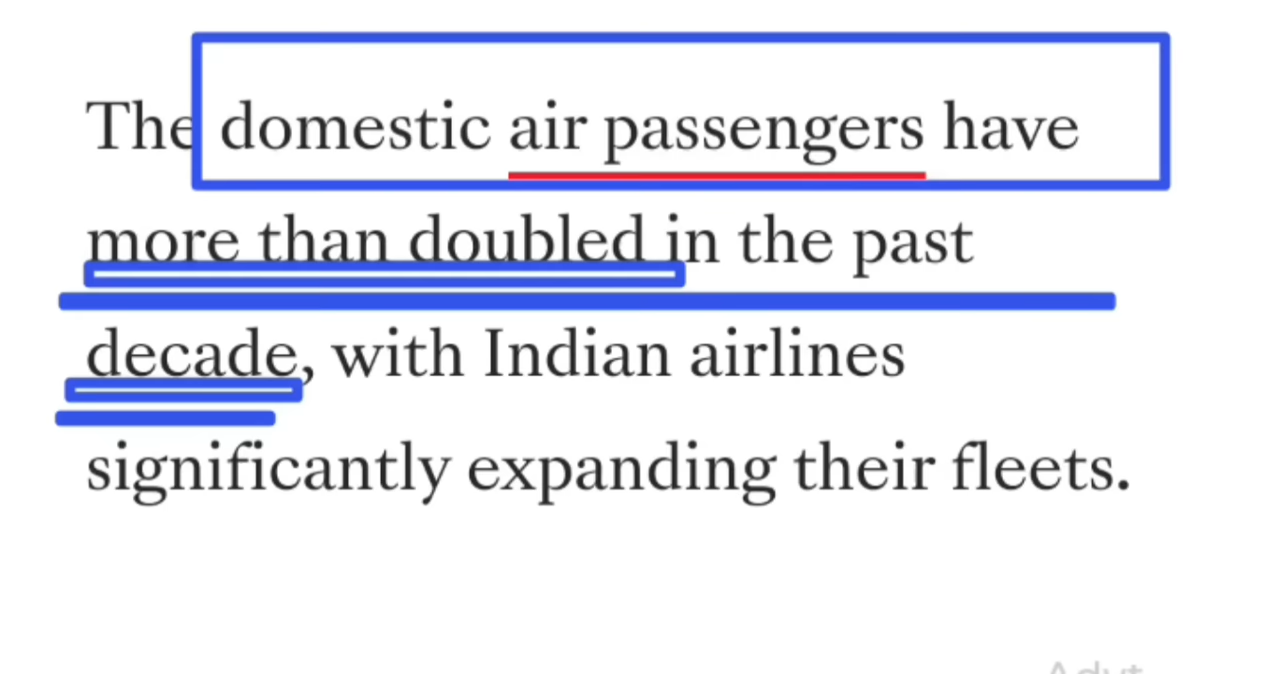 The domestic air passengers have
more than doubled in the past
decade, with Indian airlines
significantly expanding their fleets.